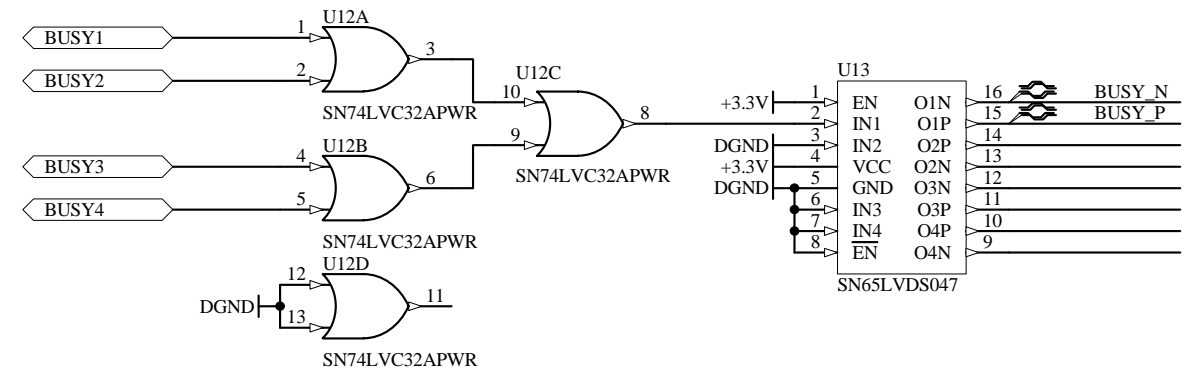 U12A
BUSY1 1
3
BUSY2 2
SN74LVC32APWR
U12B
BUSY3 4
6
BUSY4 5
SN74LVC32APWR
U12D
12
DGND 11
13
SN74LVC32APWR
U12C
10
8
9
SN74LVC32APWR
U13
+3.3V 1 EN O1N 16 BUSY_N
2 IN1 O1P 15 BUSY_P
DGND 3 IN2 O2P 14
+3.3V 4 VCC O2N 13
DGND 5 GND O3N 12
6 IN3 O3P 11
7 IN4 O4P 10
8 EN O4N 9
SN65LVDS047